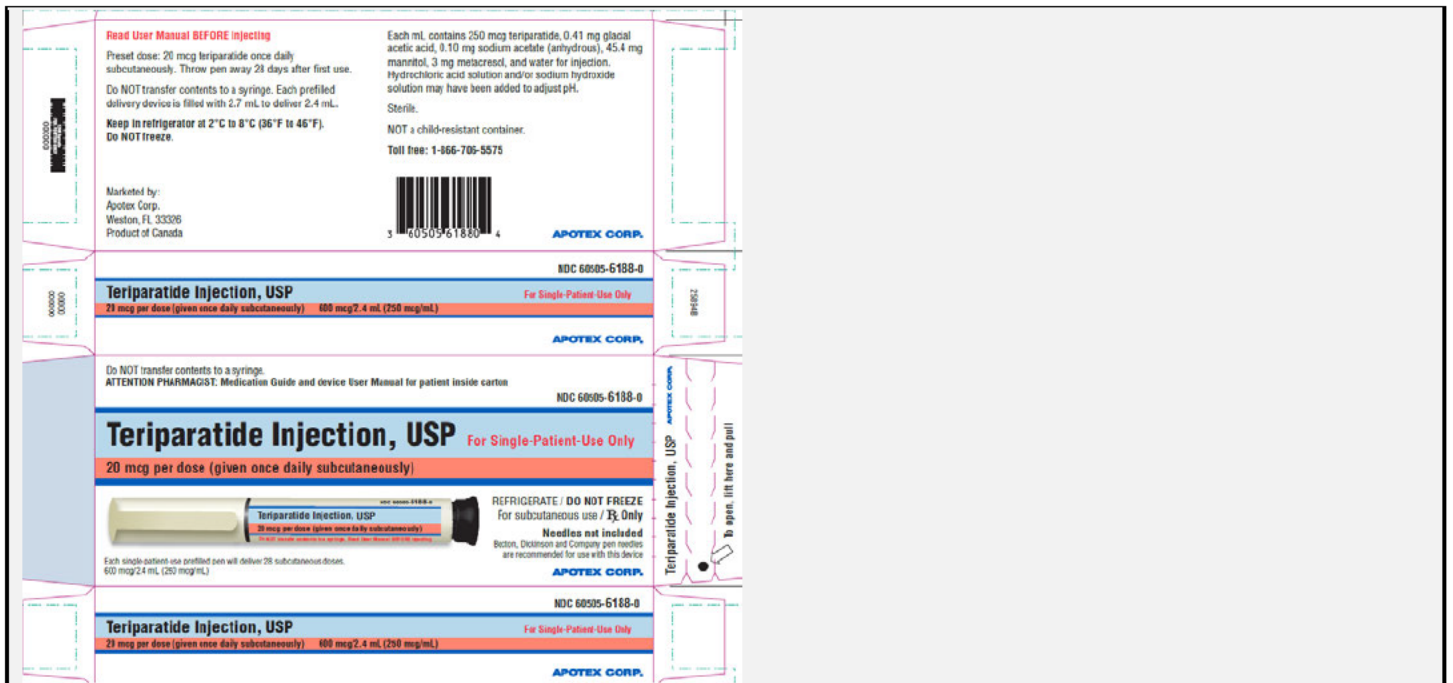 Read User Manual BEFORE Injecting
Preset dose: 20 mcg teriparatide once daily
subcutaneously. Throw pen away 28 days after first use.
Do NOT transfer contents to a syringe. Each prefilled
delivery device is filled with 2.7 mL to deliver 2.4 mL.
Keep in refrigerator at 2°C to 8°C (36°F to 46°F).
Do NOT freeze.
Marketed by:
Apotex Corp.
Weston, FL 33326
Product of Canada
Each mL contains 250 mcg teriparatide, 0.41 mg glacial
acetic acid, 0.10 mg sodium acetate (anhydrous), 45.4 mg
mannitol, 3 mg metacresol, and water for injection.
Hydrochloric acid solution and/or sodium hydroxide
solution may have been added to adjust pH.
Sterile.
NOT a child-resistant container.
Toll free: 1-866-706-5575
3 60505 61880 4
APOTEX CORP.
NDC 60505-6188-0
Teriparatide Injection, USP
For Single-Patient-Use Only
20 mcg per dose (given once daily subcutaneously) 600 mcg/2.4 mL (250 mcg/mL)
APOTEX CORP.
Do NOT transfer contents to a syringe.
ATTENTION PHARMACIST: Medication Guide and device User Manual for patient inside carton
NDC 60505-6188-0
Teriparatide Injection, USP For Single-Patient-Use Only
20 mcg per dose (given once daily subcutaneously)
NDC 60505-6188-0
Teriparatide Injection, USP
20 mcg per dose (given once daily subcutaneously)
Do NOT transfer contents to a syringe. Read User Manual BEFORE Injecting
REFRIGERATE / DO NOT FREEZE
For subcutaneous use / Rx Only
Needles not included
Becton, Dickinson and Company pen needles
are recommended for use with this device
Each single-patient-use prefilled pen will deliver 28 subcutaneous doses.
600 mcg/2.4 mL (250 mcg/mL)
APOTEX CORP.
Teriparatide Injection, USP APOTEX CORP.
To open, lift here and pull
NDC 60505-6188-0
Teriparatide Injection, USP
For Single-Patient-Use Only
20 mcg per dose (given once daily subcutaneously) 600 mcg/2.4 mL (250 mcg/mL)
APOTEX CORP.